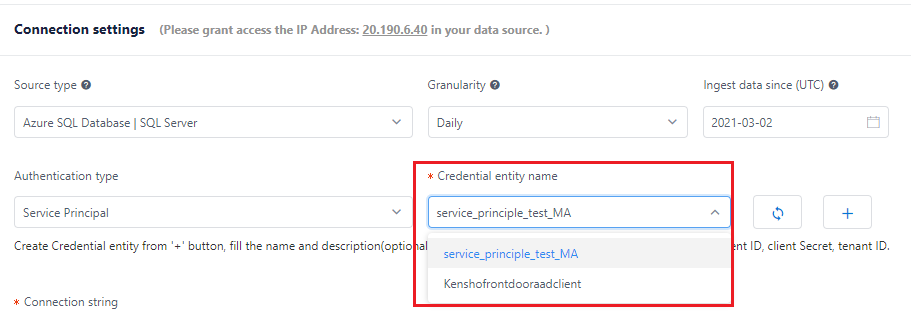 Connection settings (Please grant access the IP Address: 20.190.6.40 in your data source. )
Source type
Granularity
Ingest data since (UTC)
Azure SQL Database | SQL Server
Daily
2021-03-02
Authentication type
* Credential entity name
Service Principal
service_principle_test_MA
Create Credential entity from '+' button, fill the name and description(optional
ent ID, client Secret, tenant ID.
service_principle_test_MA
Kenshofrontdooraadclient
* Connection string